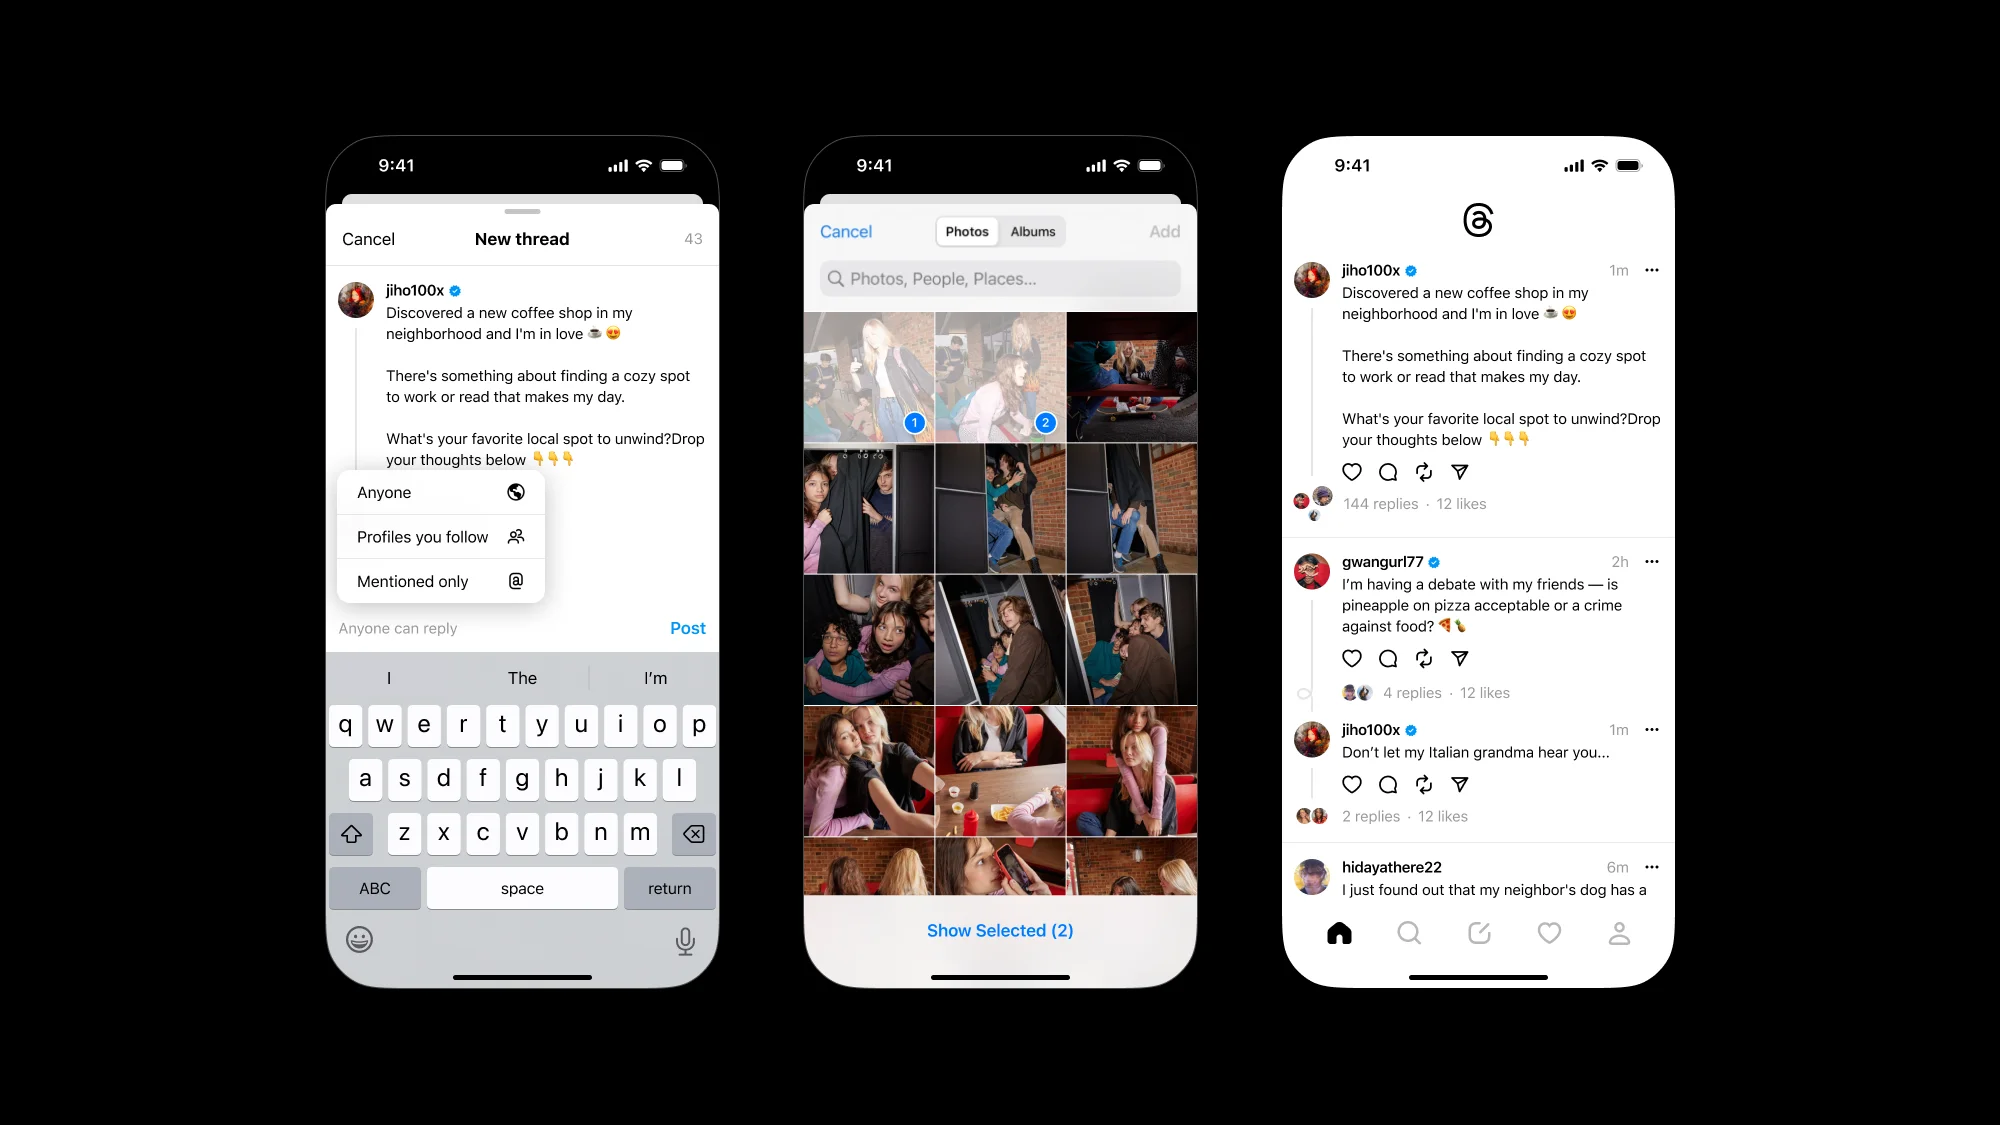 9:41
Cancel
New thread
43
jiho100x
Discovered a new coffee shop in my
neighborhood and I'm in love ☕😍
There's something about finding a cozy spot
to work or read that makes my day.
What's your favorite local spot to unwind?Drop
your thoughts below 👇👇👇
Anyone
Profiles you follow
Mentioned only
Anyone can reply
Post
I
The
I’m
q w e r t y u i o p
a s d f g h j k l
z x c v b n m
ABC
space
return
9:41
Cancel
Photos
Albums
Add
Photos, People, Places...
1
2
Show Selected (2)
9:41
jiho100x
1m
Discovered a new coffee shop in my
neighborhood and I'm in love ☕😍
There's something about finding a cozy spot
to work or read that makes my day.
What's your favorite local spot to unwind?Drop
your thoughts below 👇👇👇
144 replies · 12 likes
gwangurl77
2h
I’m having a debate with my friends — is
pineapple on pizza acceptable or a crime
against food? 🍕🍍
4 replies · 12 likes
jiho100x
1m
Don’t let my Italian grandma hear you...
2 replies · 12 likes
hidayathere22
6m
I just found out that my neighbor's dog has a